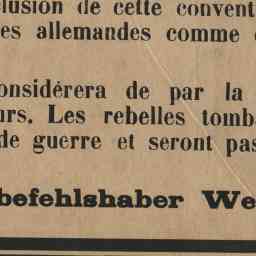 clusion de cette convent
es allemandes comme
onsidérera de par la
urs. Les rebelles tomb
de guerre et seront pas
befehlshaber We